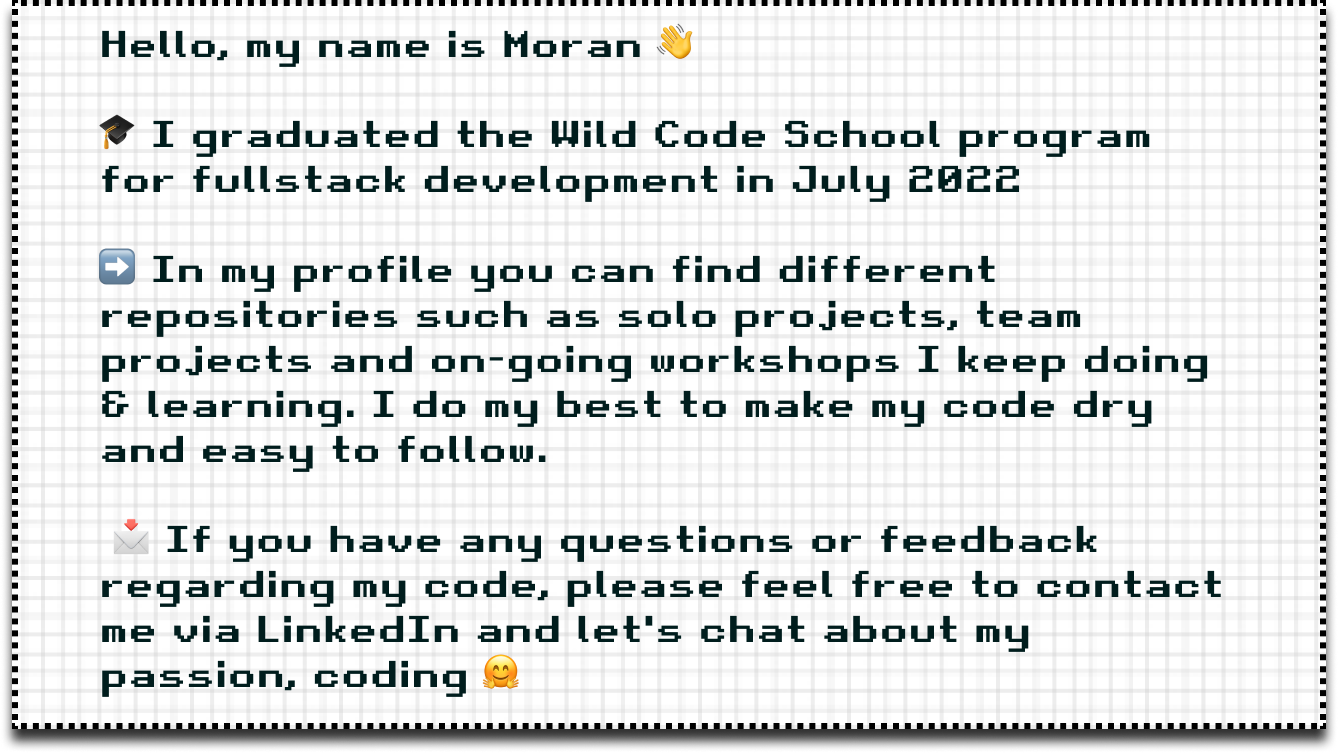 Hello, my name is Moran 👋
🎓 I graduated the Wild Code School program
for fullstack development in July 2022
➡️ In my profile you can find different
repositories such as solo projects, team
projects and on-going workshops I keep doing
& learning. I do my best to make my code dry
and easy to follow.
📩 If you have any questions or feedback
regarding my code, please feel free to contact
me via LinkedIn and let's chat about my
passion, coding 🤗